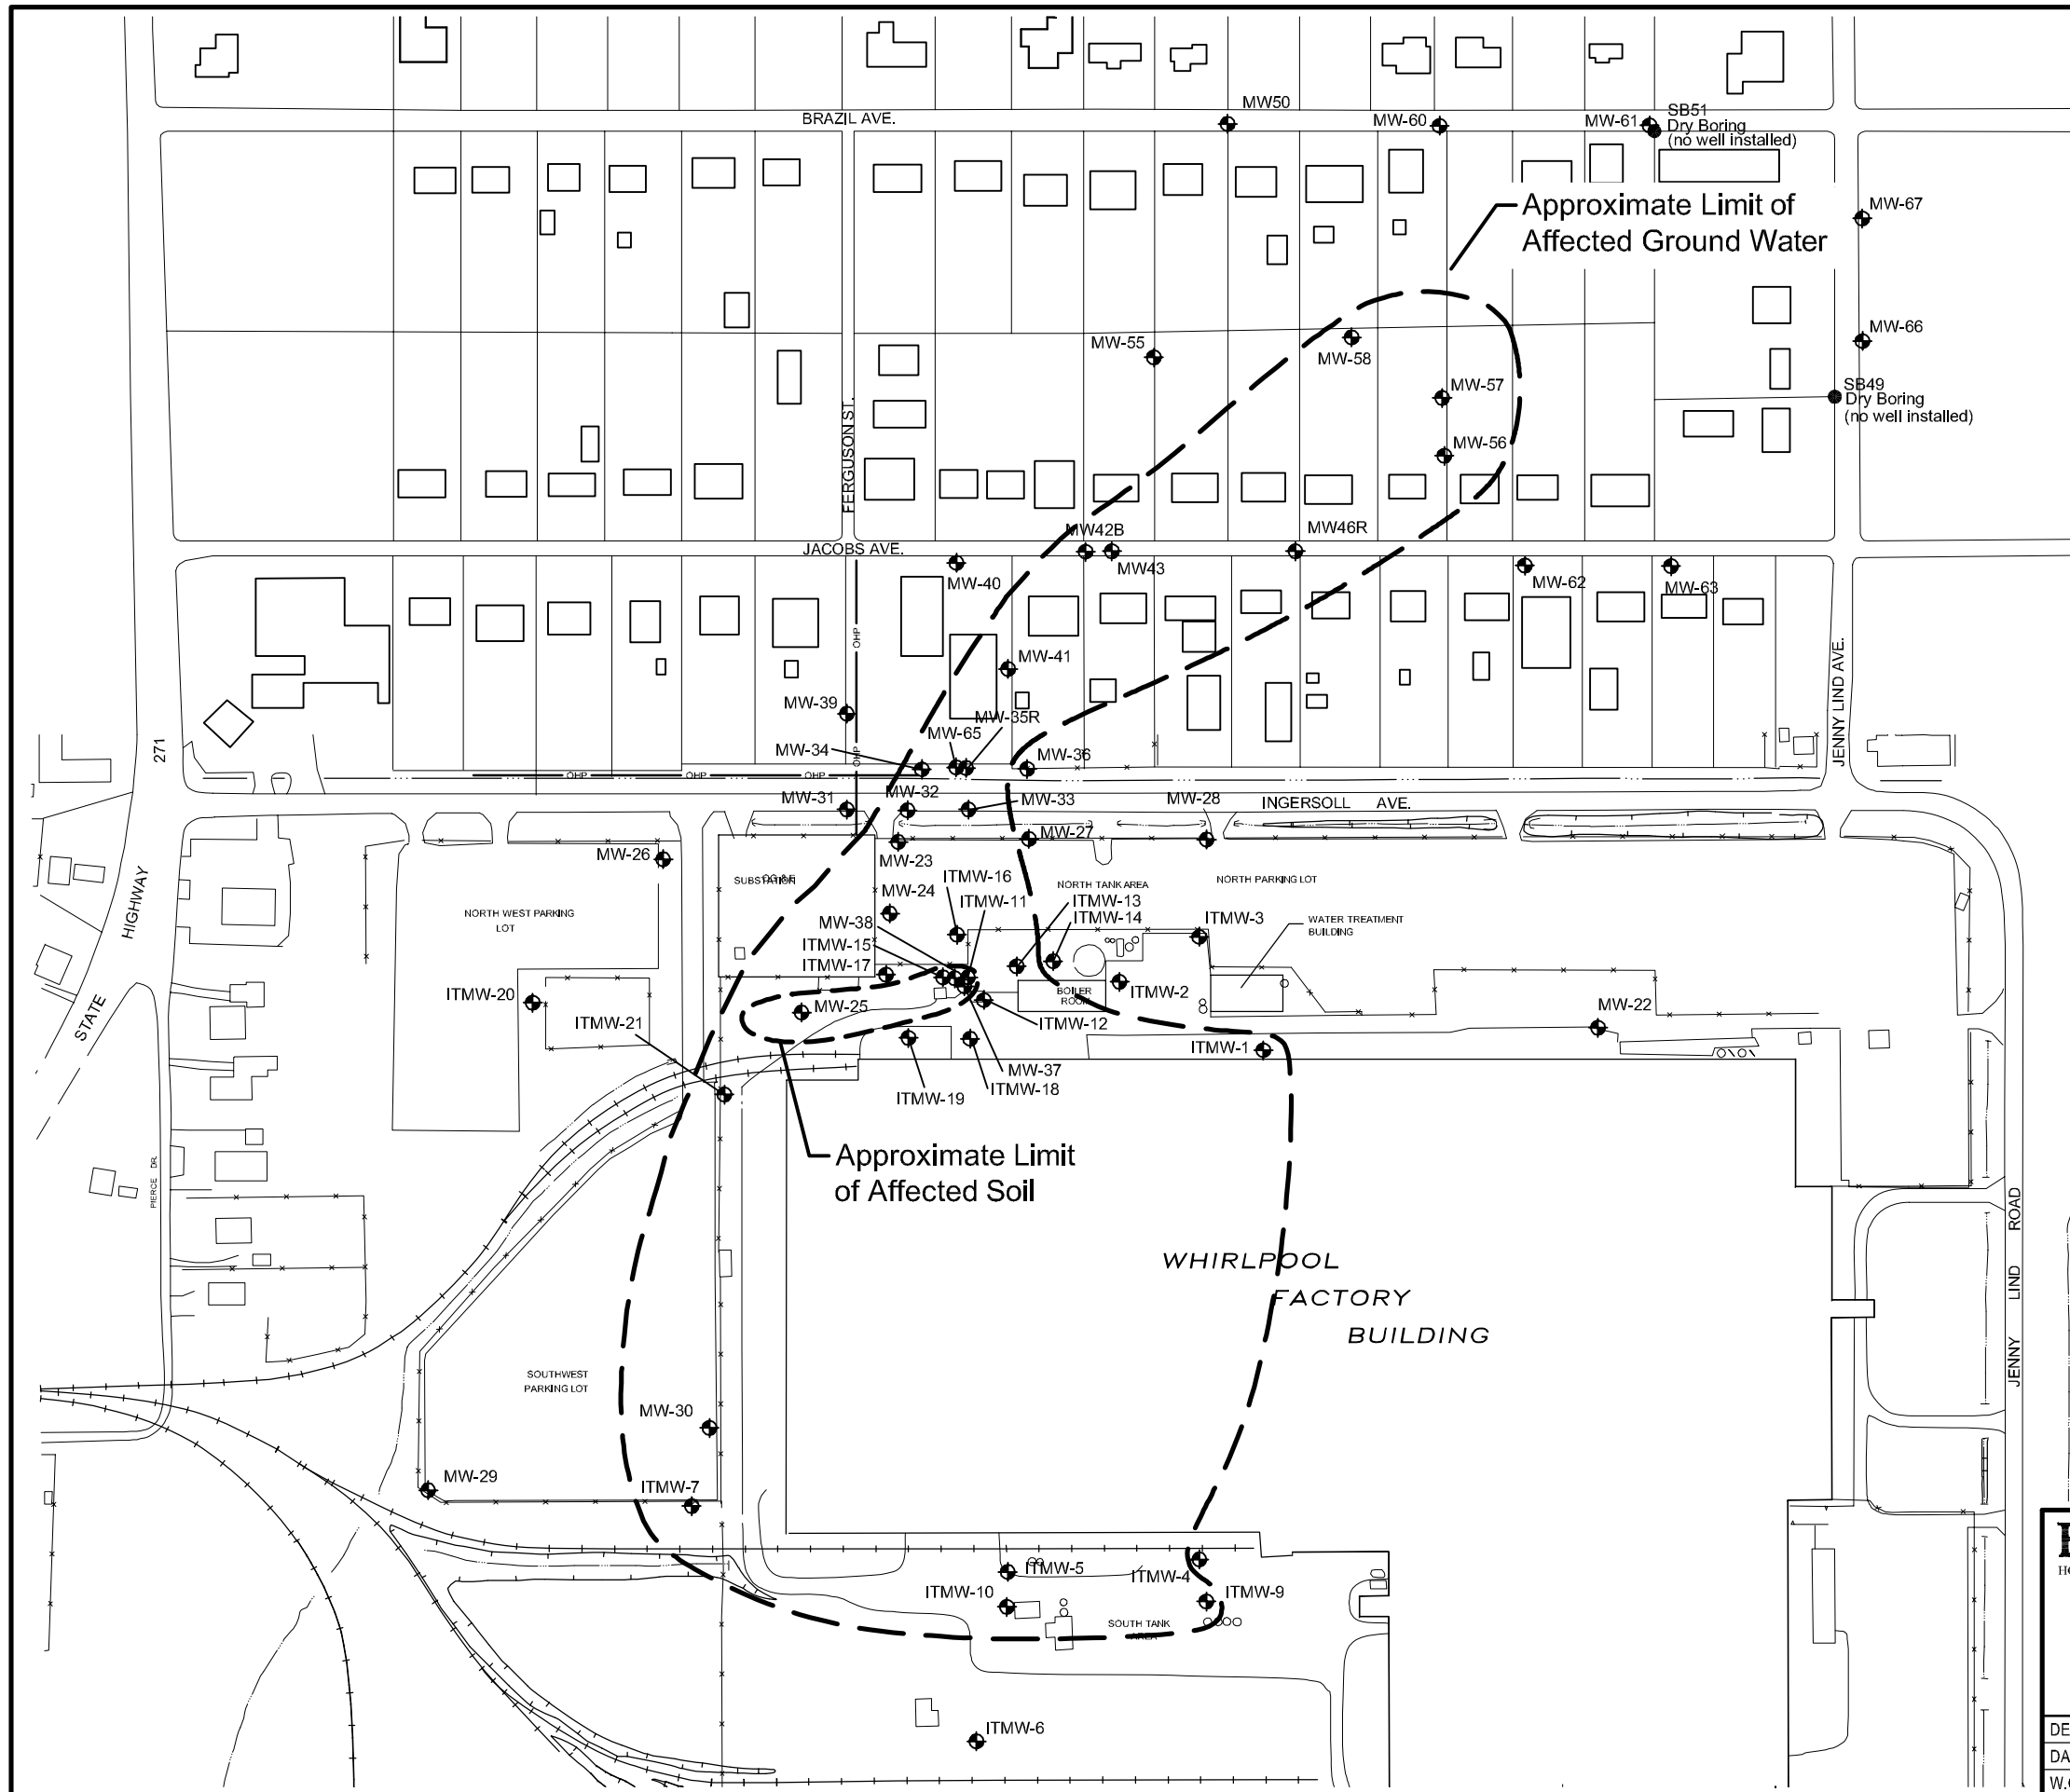 MW50
BRAZIL AVE.
MW-60
MW-61
SB51
Dry Boring
(no well installed)
Approximate Limit of
Affected Ground Water
MW-67
MW-55
MW-58
MW-66
MW-57
SB49
Dry Boring
(no well installed)
MW-56
FERGUSON ST.
MW42B
MW46R
JACOBS AVE.
MW-40
MW43
MW-62
MW-63
OHP
MW-41
JENNY LIND AVE.
MW-39
MW-35R
MW-65
MW-34
MW-36
271
OHP
OHP
OHP
OHP
MW-31
MW-32
MW-33
MW-28
INGERSOLL AVE.
MW-27
MW-26
MW-23
SUBSTATION
ITMW-16
NORTH TANK AREA
NORTH PARKING LOT
MW-24
ITMW-11
ITMW-13
NORTH WEST PARKING
LOT
HIGHWAY
MW-38
ITMW-14
ITMW-3
WATER TREATMENT
BUILDING
ITMW-15
ITMW-17
ITMW-20
MW-25
BOILER
ROOM
ITMW-2
STATE
ITMW-21
ITMW-12
MW-22
ITMW-1
MW-37
ITMW-18
ITMW-19
Approximate Limit
of Affected Soil
PIERCE DR.
JENNY LIND ROAD
WHIRLPOOL
FACTORY
BUILDING
SOUTHWEST
PARKING LOT
MW-30
MW-29
ITMW-7
ITMW-5
ITMW-4
ITMW-10
ITMW-9
SOUTH TANK
AREA
ITMW-6
DE
DA
W.